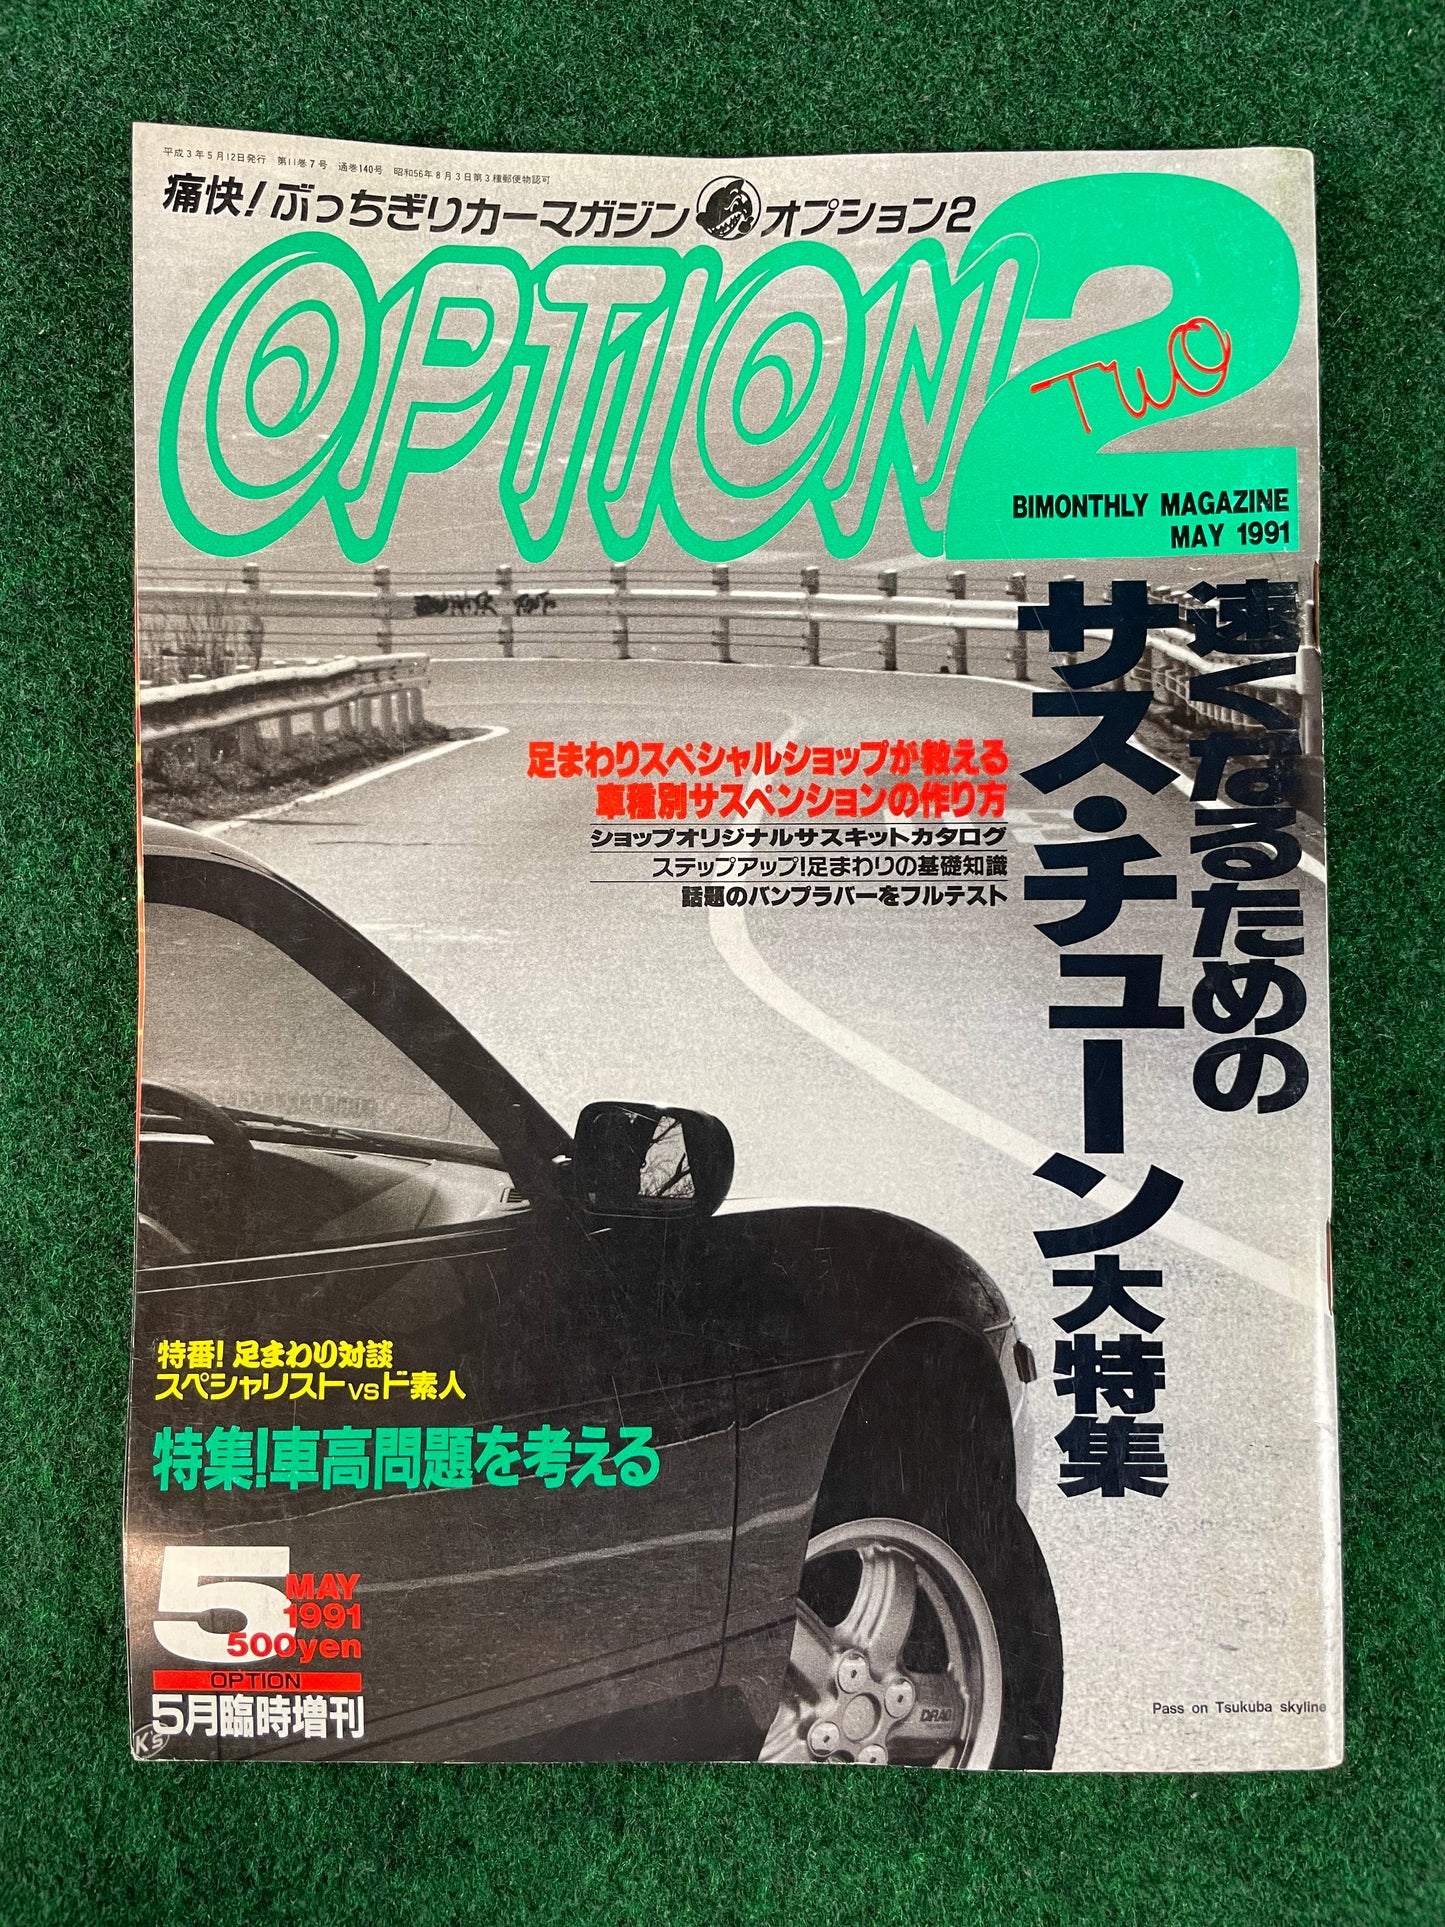 平成3年5月12日発行 第11巻7号 通巻140号 昭和56年8月3日第3種郵便物認可
痛快!ぶっちぎりカーマガジン オプション2
OPTION2
TWO
BIMONTHLY MAGAZINE
MAY 1991
速くなるための
サス・チューン大特集
足まわりスペシャルショップが教える
車種別サスペンションの作り方
ショップオリジナルサスキットカタログ
ステップアップ!足まわりの基礎知識
話題のバンプラバーをフルテスト
特番!足まわり対談
スペシャリストvsド素人
特集!車高問題を考える
5
MAY
1991
500yen
OPTION
5月臨時増刊
K's
DRAG
Pass on Tsukuba skyline